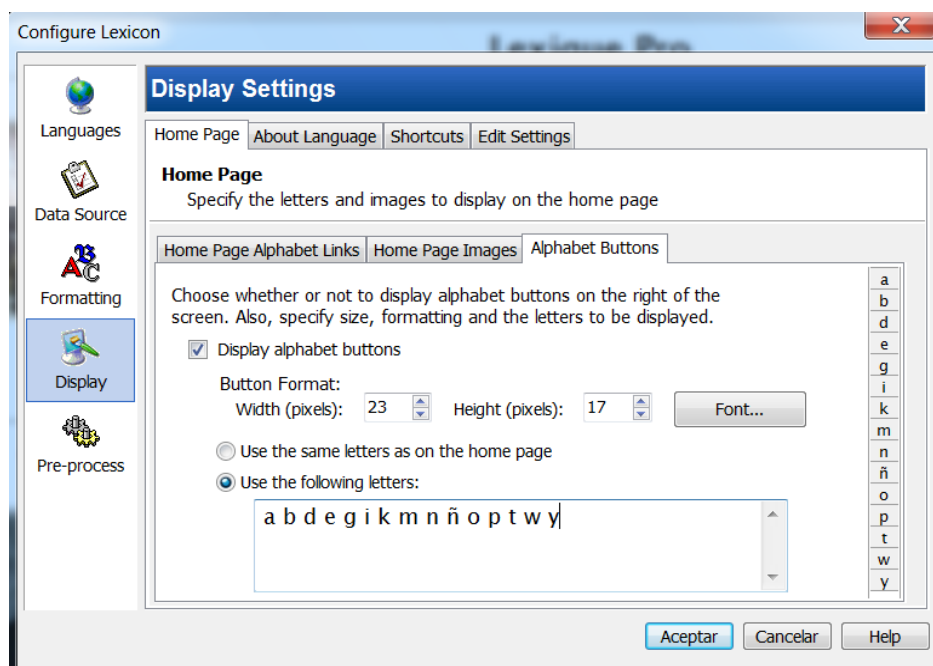 Configure Lexicon
Lexique Pro
Languages
Data Source
Formatting
Display
Pre-process
Display Settings
Home Page About Language Shortcuts Edit Settings
Home Page
Specify the letters and images to display on the home page
Home Page Alphabet Links Home Page Images Alphabet Buttons
Choose whether or not to display alphabet buttons on the right of the
screen. Also, specify size, formatting and the letters to be displayed.
Display alphabet buttons
Button Format:
Width (pixels): 23 Height (pixels): 17 Font...
Use the same letters as on the home page
Use the following letters:
a b d e g i k m n ñ o p t w y
a
b
d
e
g
i
k
m
n
ñ
o
p
t
w
y
Aceptar Cancelar Help